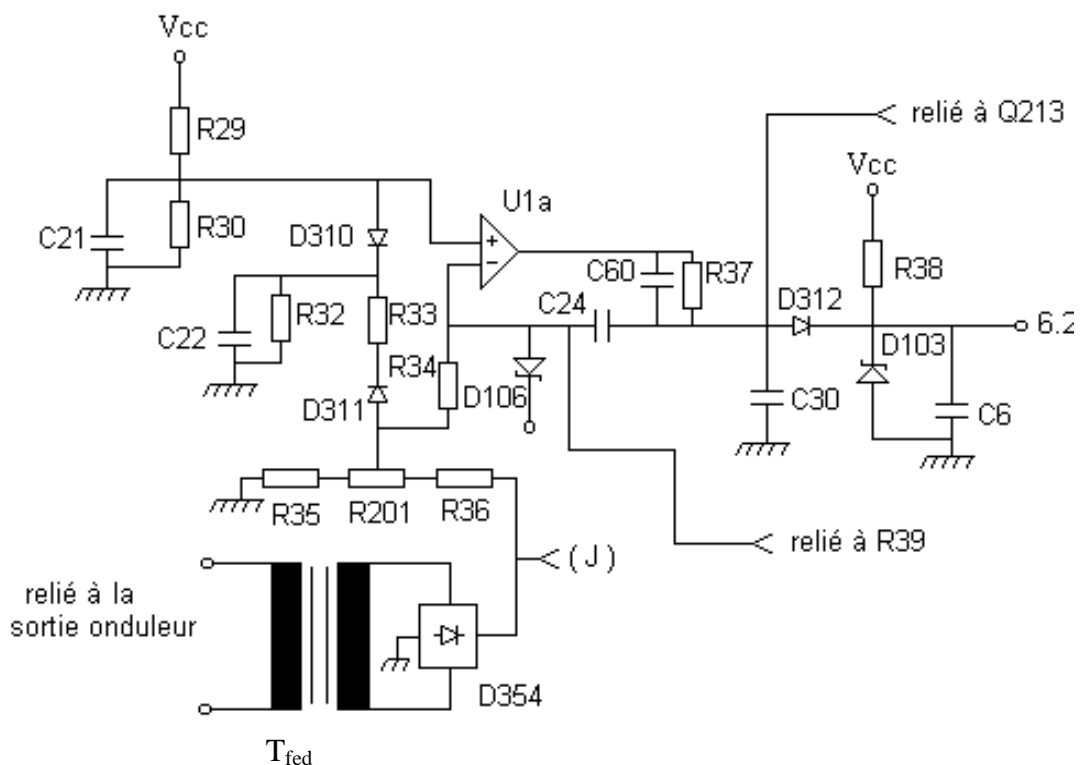 Vcc
R29
relié à Q213
Vcc
U1a
R30
C21
D310
+
−
C60
R37
R38
C24
D312
6.2
R32
R33
C22
R34
D103
D106
D311
C30
C6
R35
R201
R36
relié à R39
( J )
relié à la
sortie onduleur
D354
Tfed